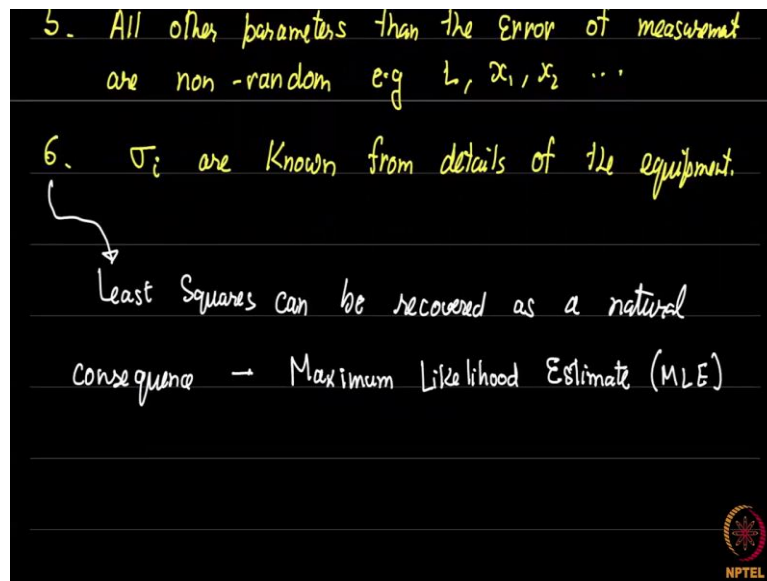 5. All other parameters than the Error of measurement
are non-random e.g L, x₁, x₂ ...
6. σᵢ are Known from details of the equipment.
Least Squares can be recovered as a natural
consequence – Maximum Likelihood Estimate (MLE)
NPTEL